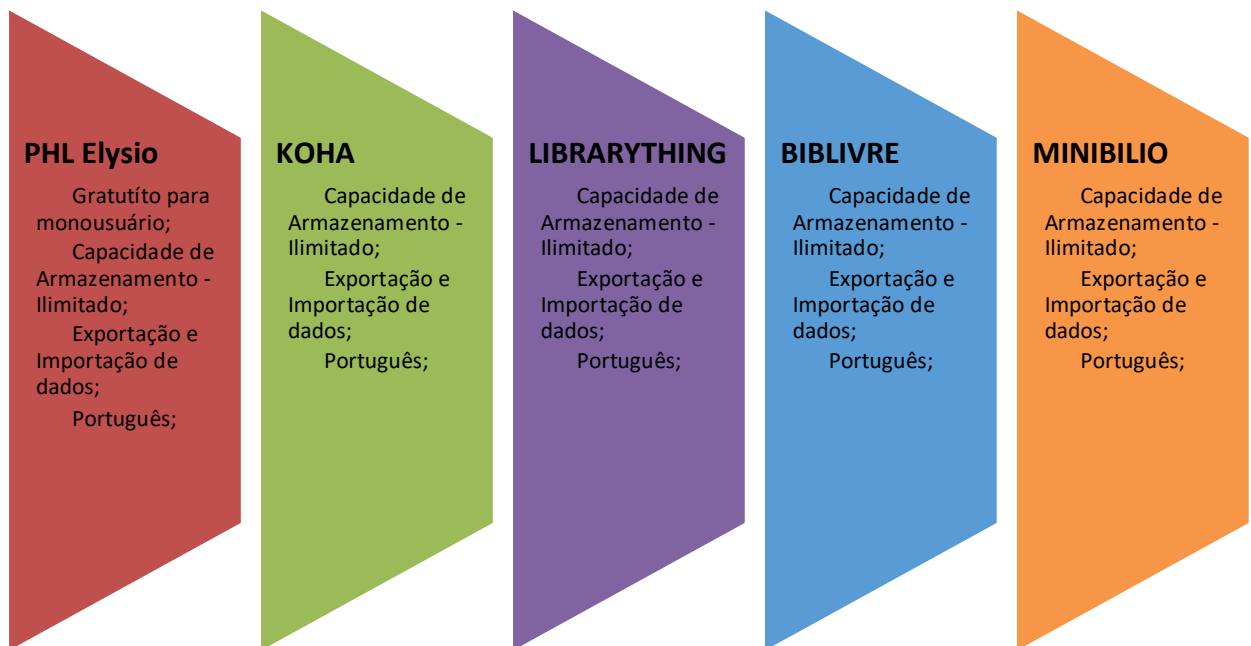 PHL Elysio
Gratutíto para
monousuário;
Capacidade de
Armazenamento -
Ilimitado;
Exportação e
Importação de
dados;
Português;
KOHA
Capacidade de
Armazenamento -
Ilimitado;
Exportação e
Importação de
dados;
Português;
LIBRARYTHING
Capacidade de
Armazenamento -
Ilimitado;
Exportação e
Importação de
dados;
Português;
BIBLIVRE
Capacidade de
Armazenamento -
Ilimitado;
Exportação e
Importação de
dados;
Português;
MINIBILIO
Capacidade de
Armazenamento -
Ilimitado;
Exportação e
Importação de
dados;
Português;